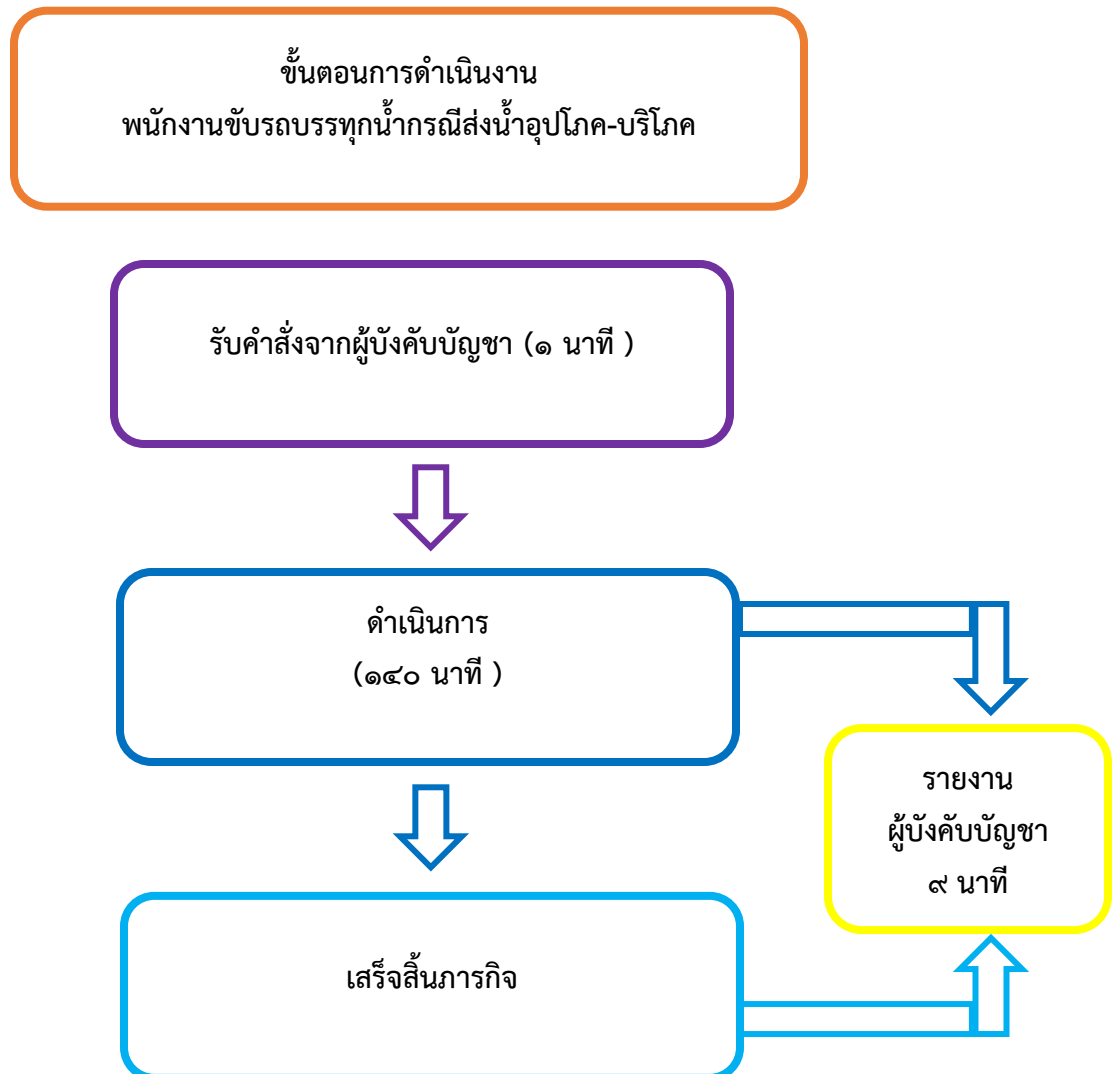 ขั้นตอนการดำเนินงาน
พนักงานขับรถบรรทุกน้ำกรณีส่งน้ำอุปโภค-บริโภค
รับคำสั่งจากผู้บังคับบัญชา (๑ นาที )
ดำเนินการ
(๑๔๐ นาที )
รายงาน
ผู้บังคับบัญชา
๙ นาที
เสร็จสิ้นภารกิจ